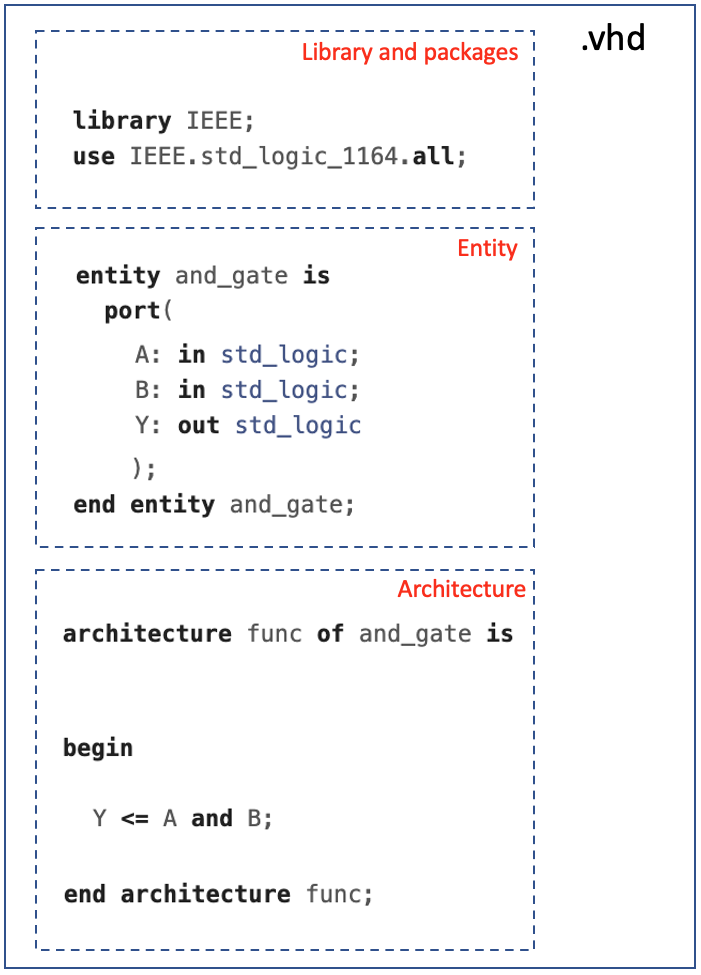 .vhd
Library and packages
library IEEE;
use IEEE.std_logic_1164.all;
Entity
entity and_gate is
port(
A: in std_logic;
B: in std_logic;
Y: out std_logic
);
end entity and_gate;
Architecture
architecture func of and_gate is
begin
Y <= A and B;
end architecture func;